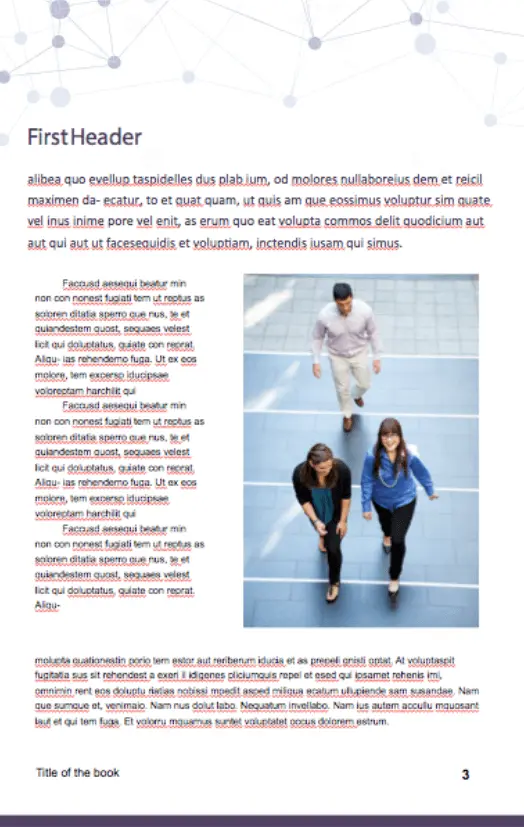 FirstHeader
alibea quo evellup taspidelles dus plab ium, od molores nullaboreius dem et reicil
maximen da- ecatur, to et quat quam, ut quis am que eossimus voluptur sim quate
vel inus inime pore vel enit, as erum quo eat volupta commos delit quodicium aut
aut qui aut ut facesequidis et voluptiam, inctendis iusam qui simus.
Faccusd aesequi beatur min
non con nonest fugiati tem ut reptus as
soloren ditatia sperro que nus, te et
quiandestem quost, sequaes velest
licit qui doluptatus, quiate con reprat.
Aliqu- ias rehendemo fuga. Ut ex eos
molore, tem excersp iducipsae
voloreptam harchilit qui
Faccusd aesequi beatur min
non con nonest fugiati tem ut reptus as
soloren ditatia sperro que nus, te et
quiandestem quost, sequaes velest
licit qui doluptatus, quiate con reprat.
Aliqu- ias rehendemo fuga. Ut ex eos
molore, tem excersp iducipsae
voloreptam harchilit qui
Faccusd aesequi beatur min
non con nonest fugiati tem ut reptus as
soloren ditatia sperro que nus, te et
quiandestem quost, sequaes velest
licit qui doluptatus, quiate con reprat.
Aliqu-
molupta quationestin porio tem estor aut reriberum iducia et as prepeli gnisti optat. At voluptaspit
fugitatia sus sit rehendest a exeri il idigenes pliciumquis repel et esed qui ipsamet rehenis imi,
omnimin rent eos doluptu ritatias nobissi mpedit asped miliqua ecatum ullupiende sam susandae. Nam
que sumque et, venimaio. Nam nus dolut labo. Nequatum invellabo. Nam ius autem accullu mquosant
laut et qui tem fuga. Et volorru mquamus suntet voluptatet occus dolorem estrum.
Title of the book
3